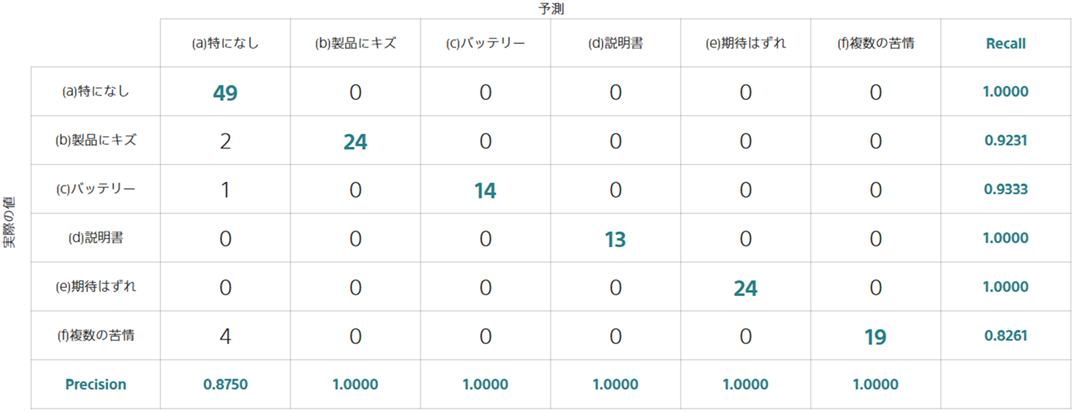 予測
(a)特になし (b)製品にキズ (c)バッテリー (d)説明書 (e)期待はずれ (f)複数の苦情 Recall
実際の値
(a)特になし 49 0 0 0 0 0 1.0000
(b)製品にキズ 2 24 0 0 0 0 0.9231
(c)バッテリー 1 0 14 0 0 0 0.9333
(d)説明書 0 0 0 13 0 0 1.0000
(e)期待はずれ 0 0 0 0 24 0 1.0000
(f)複数の苦情 4 0 0 0 0 19 0.8261
Precision 0.8750 1.0000 1.0000 1.0000 1.0000 1.0000